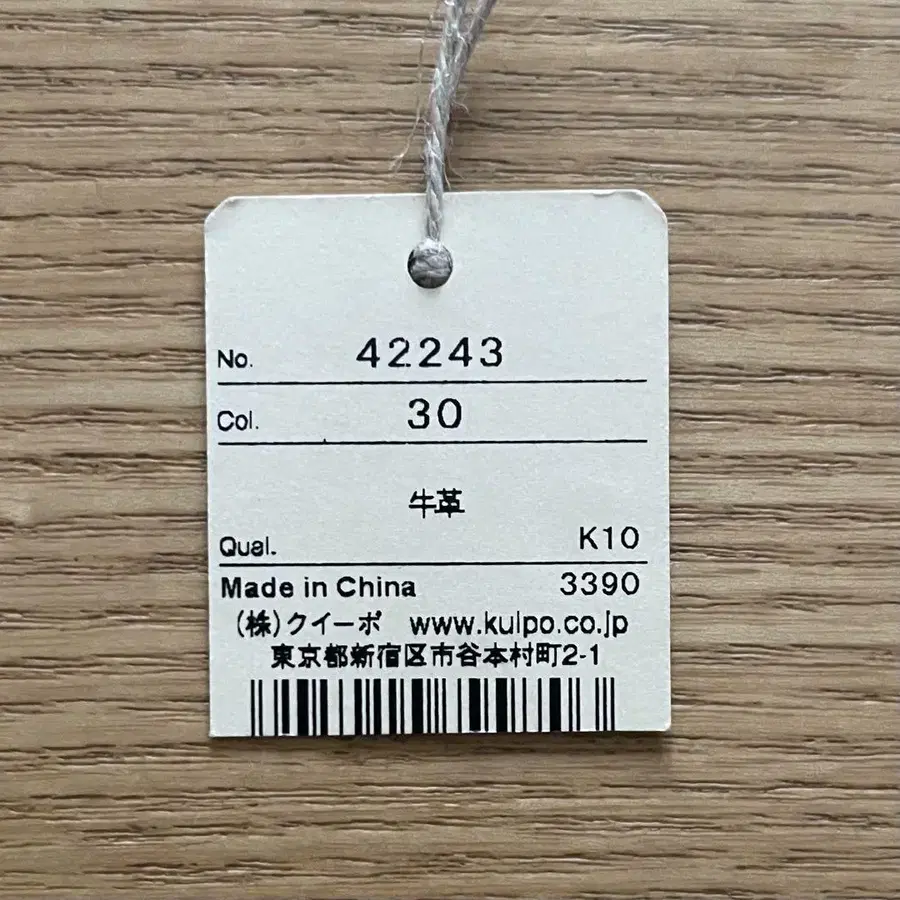 No. 42243
Col. 30
牛革
Qual. K10
Made in China 3390
(株)クイーポ www.kuipo.co.jp
東京都新宿区市谷本村町2-1